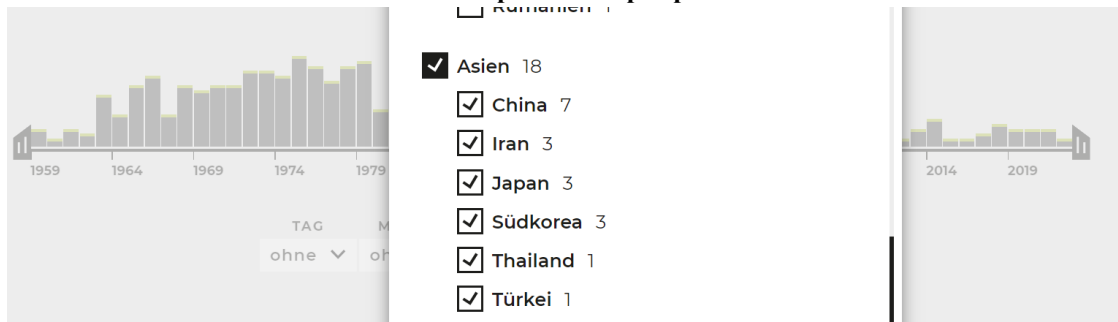 Asien 18
China 7
Iran 3
Japan 3
Südkorea 3
Thailand 1
Türkei 1
1959 1964 1969 1974 1979 2014 2019
TAG
ohne